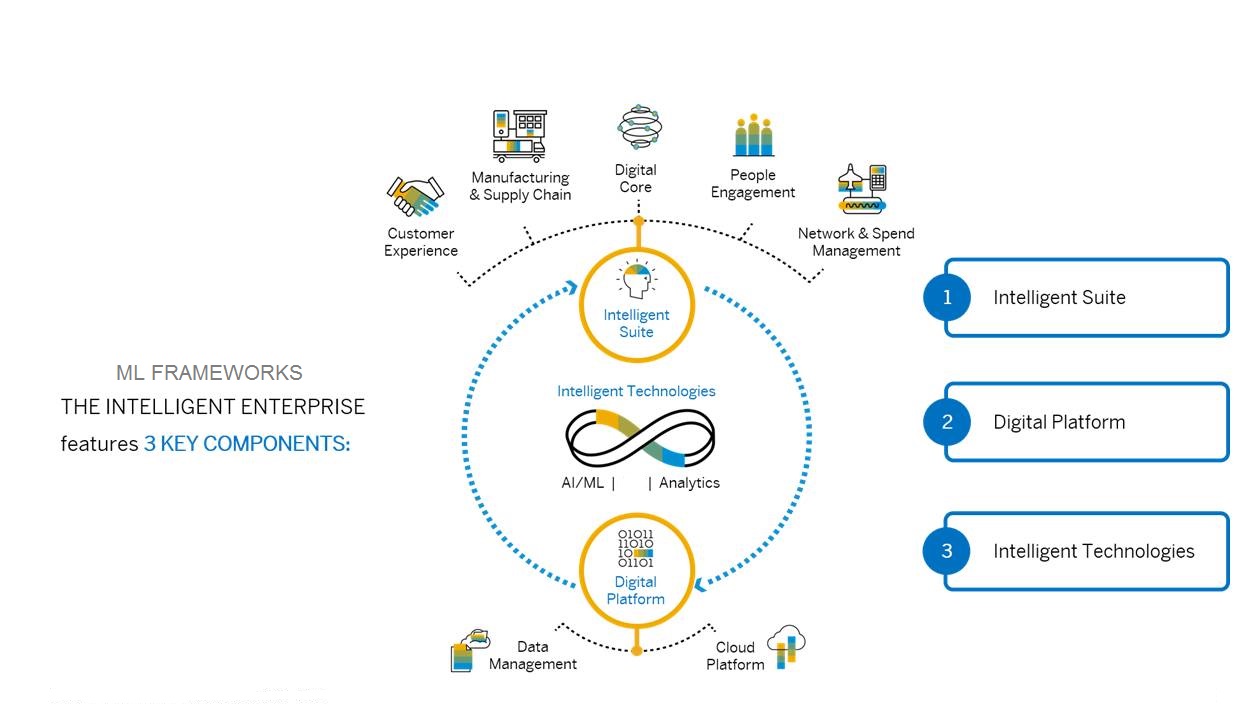 ML FRAMEWORKS
THE INTELLIGENT ENTERPRISE
features 3 KEY COMPONENTS:
Customer
Experience
Manufacturing
& Supply Chain
Digital
Core
People
Engagement
Network & Spend
Management
Intelligent
Suite
Intelligent Technologies
AI/ML | | Analytics
01011
11010
10
01101
Digital
Platform
Data
Management
Cloud
Platform
1 Intelligent Suite
2 Digital Platform
3 Intelligent Technologies